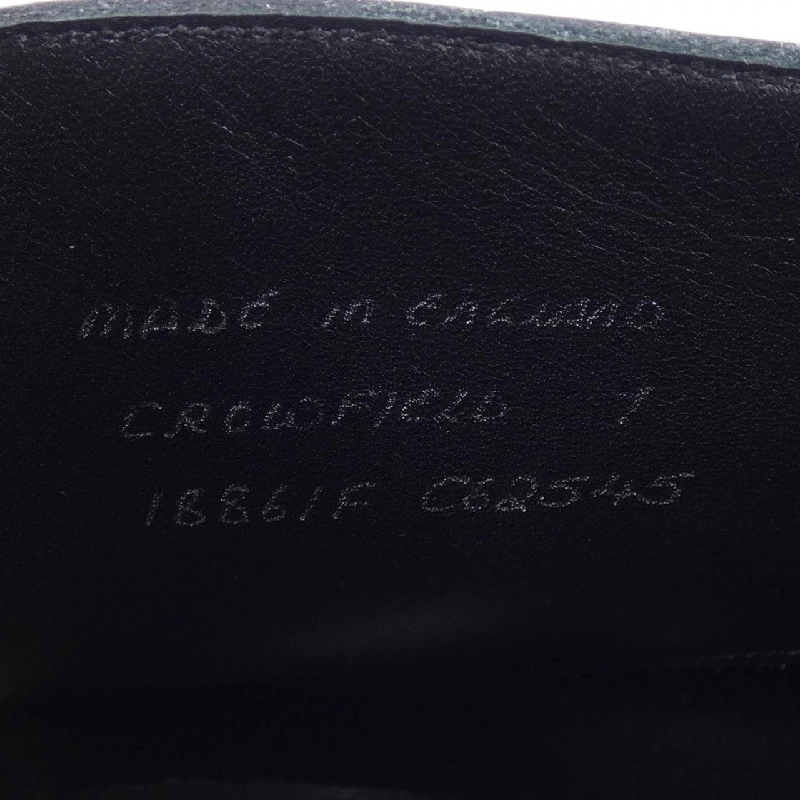 MADE IN ENGLAND
CROWFIELD 7
18861F C62545